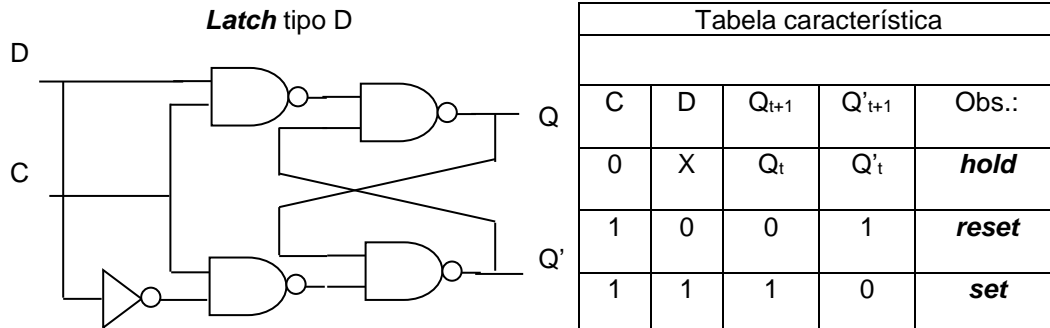 Latch tipo D
D
C
Q
Q'
Tabela característica
C D Qt+1 Q’t+1 Obs.:
0 X Qt Q’t hold
1 0 0 1 reset
1 1 1 0 set